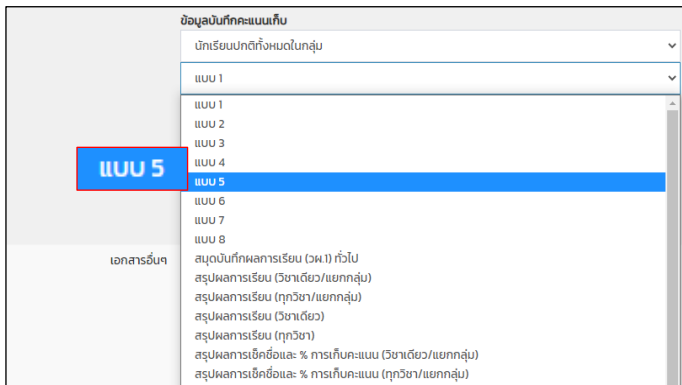 ข้อมูลบันทึกคะแนนเก็บ
นักเรียนปกติทั้งหมดในกลุ่ม
แบบ 1
แบบ 1
แบบ 2
แบบ 3
แบบ 4
แบบ 5
แบบ 5
แบบ 6
แบบ 7
แบบ 8
เอกสารอื่นๆ
สมุดบันทึกผลการเรียน (วผ.1) ทั่วไป
สรุปผลการเรียน (วิชาเดียว/แยกกลุ่ม)
สรุปผลการเรียน (ทุกวิชา/แยกกลุ่ม)
สรุปผลการเรียน (วิชาเดียว)
สรุปผลการเรียน (ทุกวิชา)
สรุปผลการเช็คชื่อและ % การเก็บคะแนน (วิชาเดียว/แยกกลุ่ม)
สรุปผลการเช็คชื่อและ % การเก็บคะแนน (ทุกวิชา/แยกกลุ่ม)